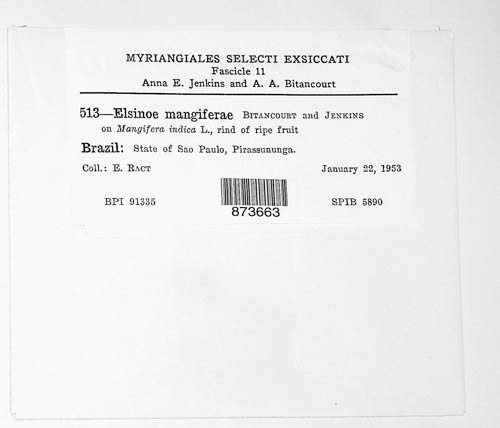 MYRIANGIALES SELECTI EXSICCATI
Fascicle 11
Anna E. Jenkins and A. A. Bitancourt
513—Elsinoe mangiferae BITANCOURT and JENKINS
on Mangifera indica L., rind of ripe fruit
Brazil: State of Sao Paulo, Pirassununga.
Coll.: E. RACT January 22, 1953
BPI 91335 SPIB 5890
873663